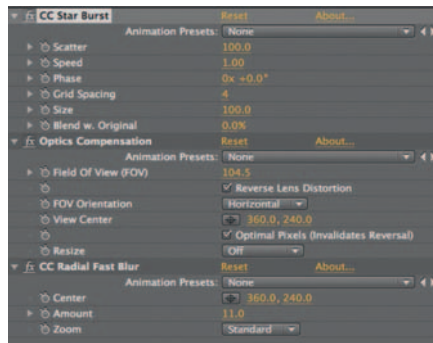 fx CC Star Burst Reset About...
Animation Presets: None
Scatter 100.0
Speed 1.00
Phase 0x +0.0°
Grid Spacing 4
Size 100.0
Blend w. Original 0.0%
fx Optics Compensation Reset About...
Animation Presets: None
Field Of View (FOV) 104.5
Reverse Lens Distortion
FOV Orientation Horizontal
View Center 360.0, 240.0
Optimal Pixels (Invalidates Reversal)
Resize Off
fx CC Radial Fast Blur Reset About...
Animation Presets: None
Center 360.0, 240.0
Amount 11.0
Zoom Standard